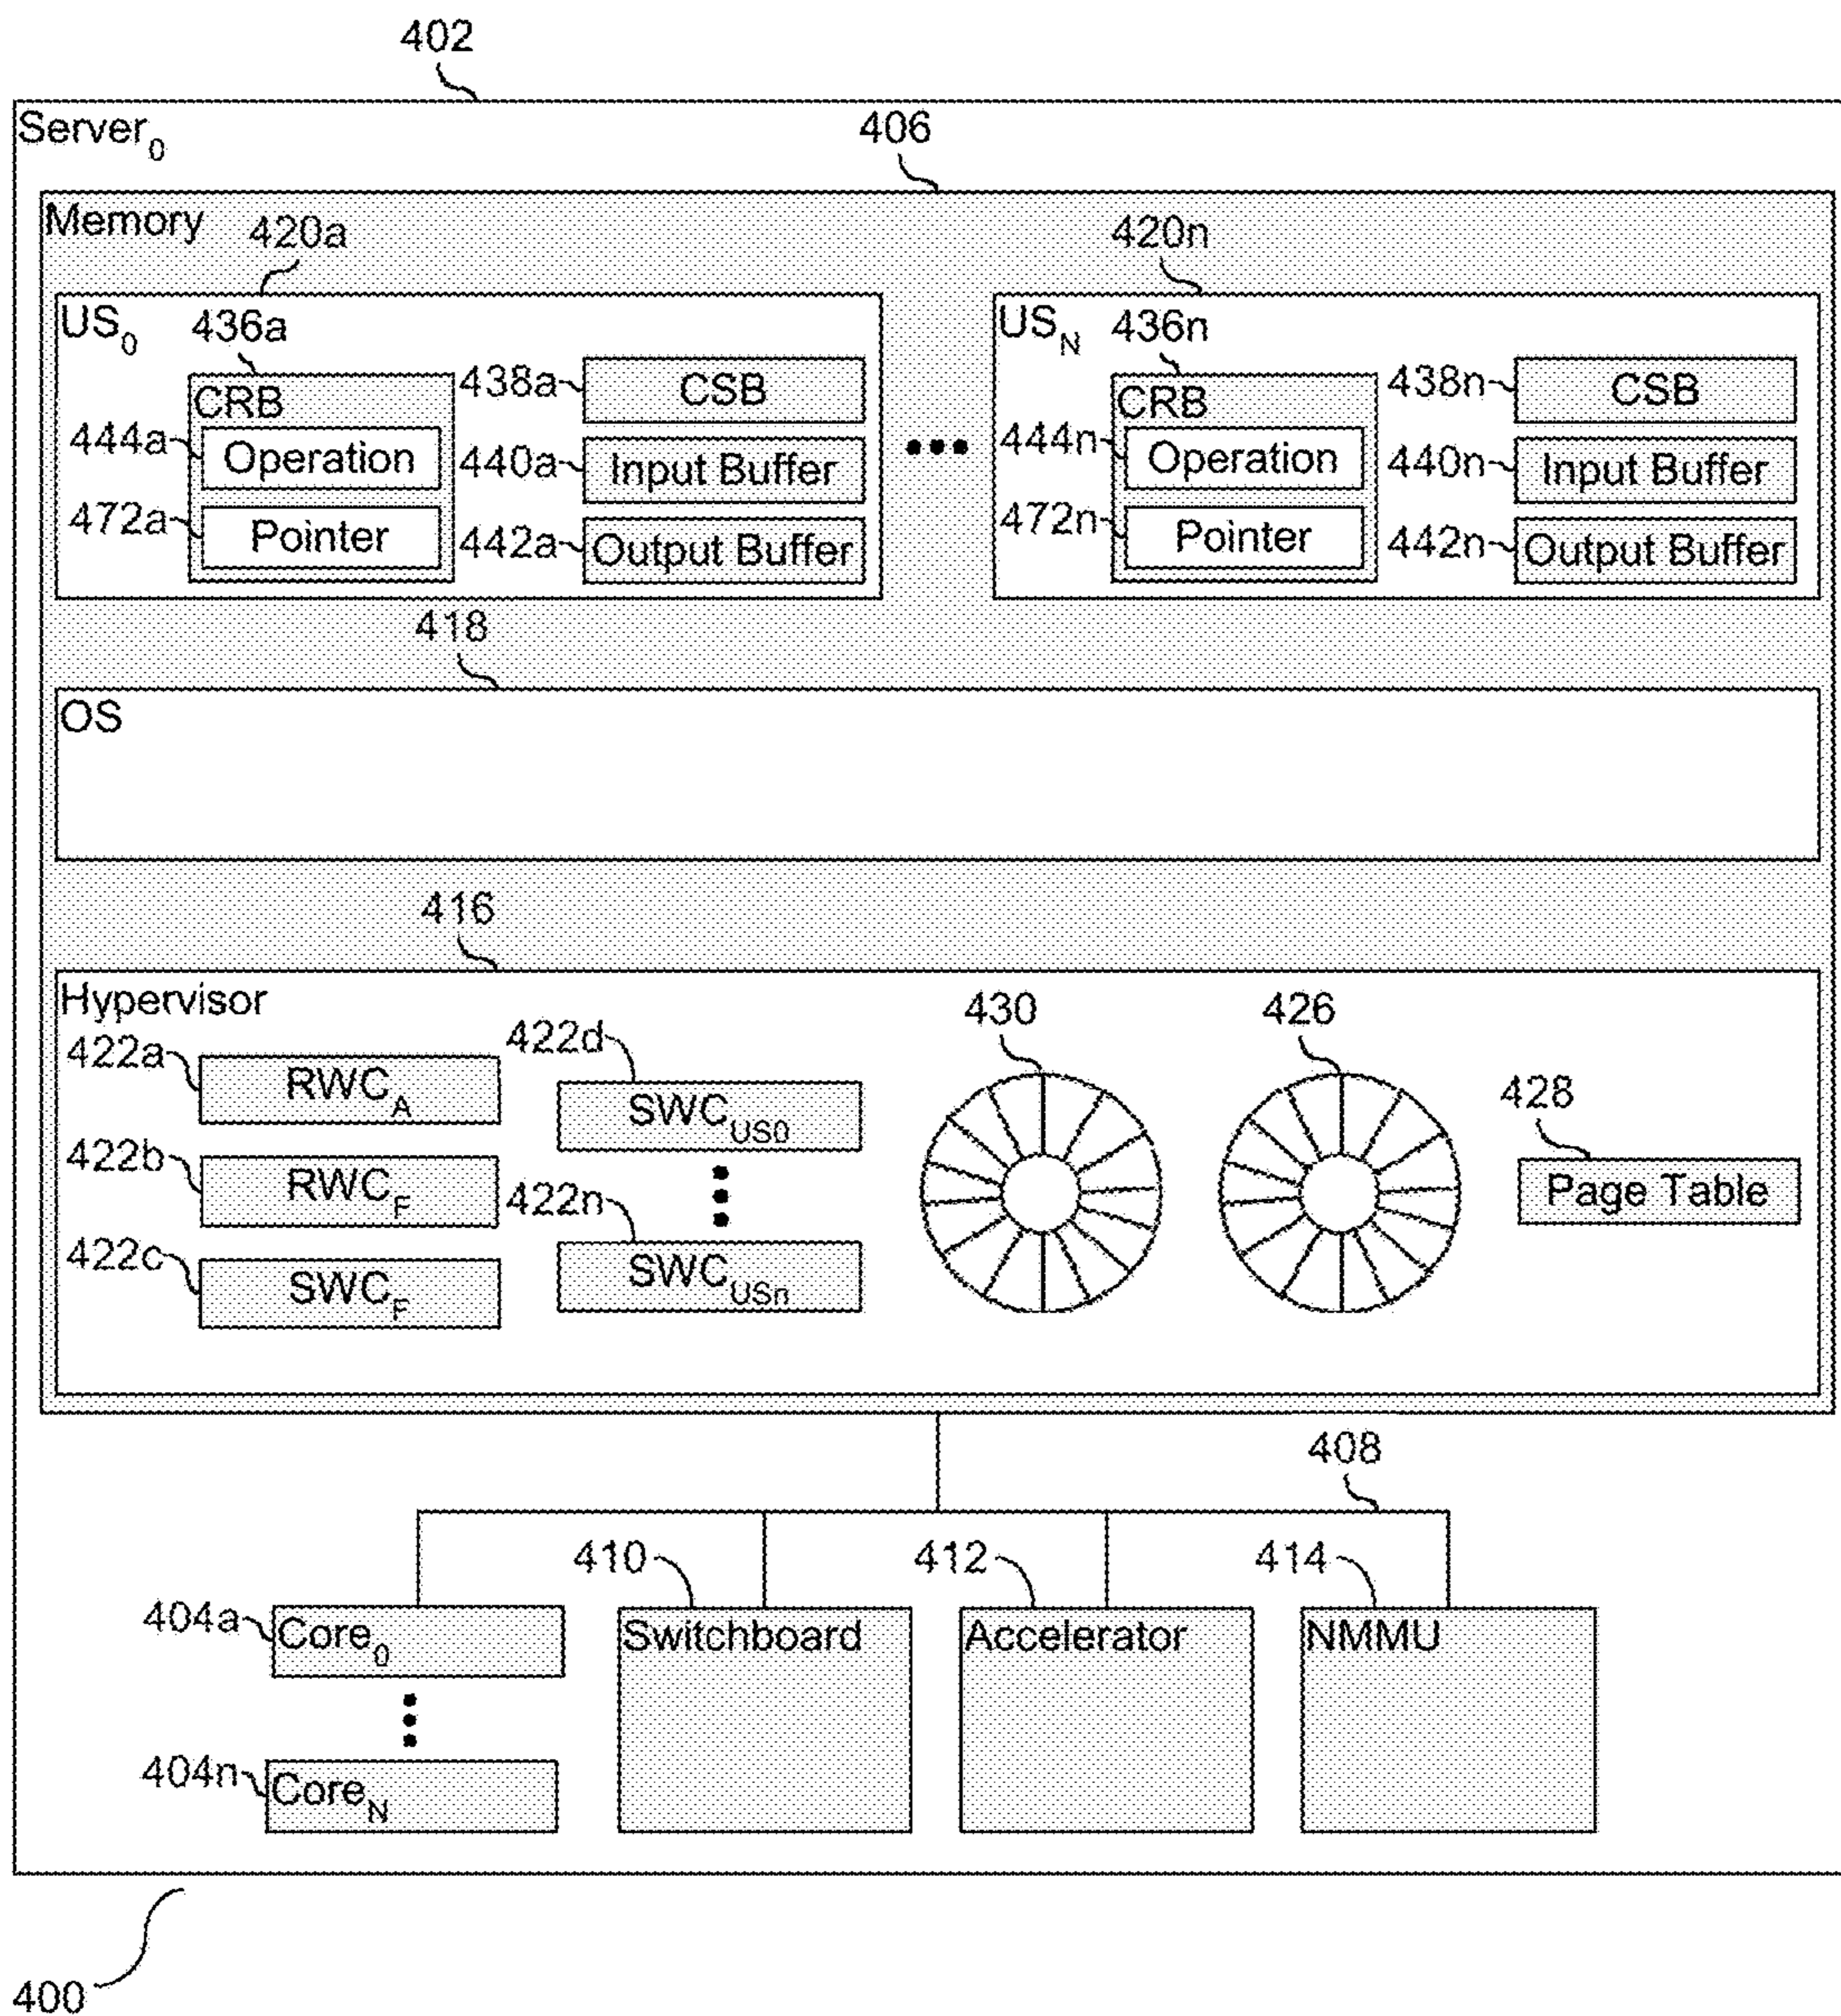 402
Server0
406
Memory
420a
420n
US0
436a
USN
436n
438a
CSB
438n
CSB
CRB
CRB
444a
Operation
440a
Input Buffer
444n
Operation
440n
Input Buffer
472a
Pointer
442a
Output Buffer
472n
Pointer
442n
Output Buffer
418
OS
416
Hypervisor
430
426
422a
RWCA
422d
SWCUS0
428
Page Table
422b
RWCF
422n
SWCUSn
422c
SWCF
408
410
412
414
404a
Core0
Switchboard
Accelerator
NMMU
404n
CoreN
400